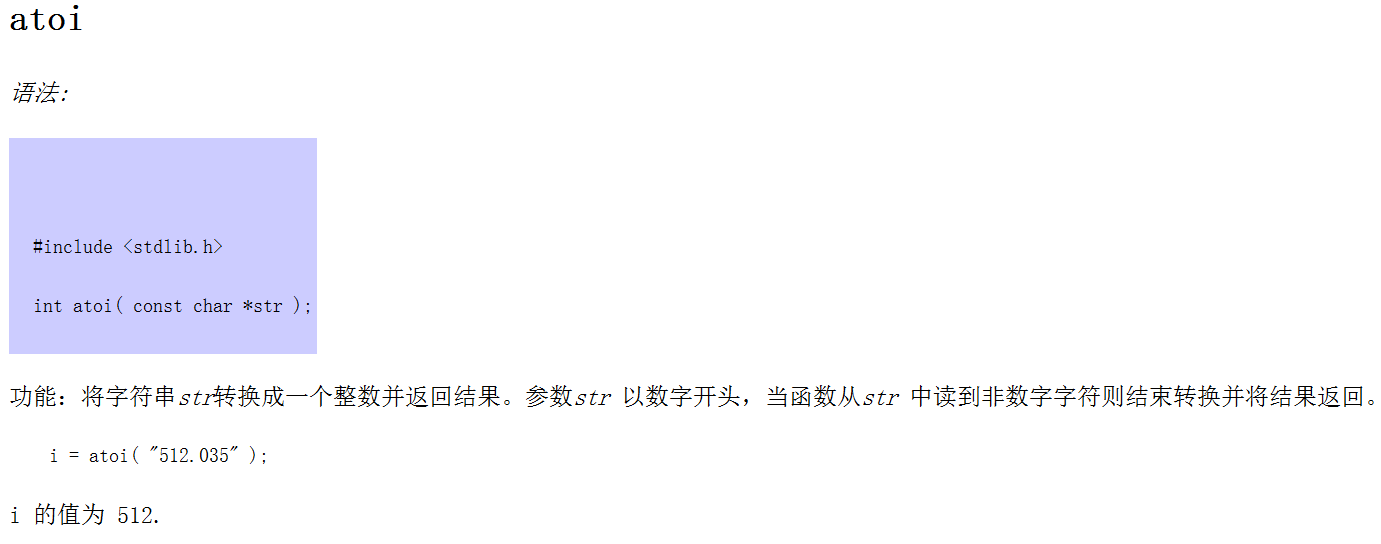 atoi
语法:
#include <stdlib.h>
int atoi( const char *str );
功能：将字符串str转换成一个整数并返回结果。参数str 以数字开头，当函数从str 中读到非数字字符则结束转换并将结果返回。
i = atoi( "512.035" );
i 的值为 512.